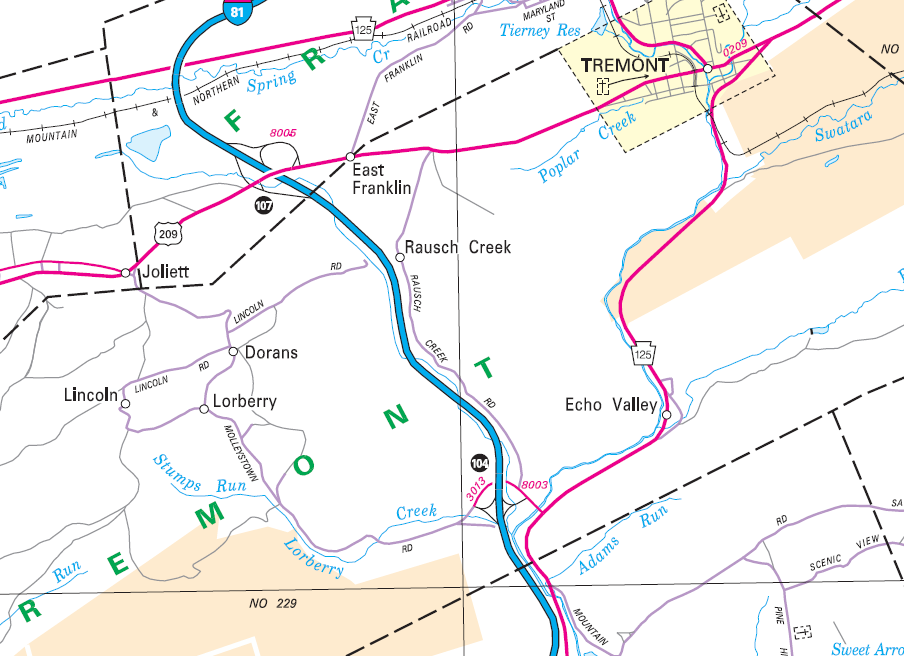 81
125
RAILROAD
RD
MARYLAND
ST
Tierney Res
0209
NO
A
R
F
NORTHERN
Spring
Cr
FRANKLIN
EAST
TREMONT
MOUNTAIN
&
8005
Poplar Creek
Swatara
East
Franklin
107
209
Joliett
Rausch Creek
RD
LINCOLN
RAUSCH
CREEK
RD
125
Dorans
LINCOLN RD
Lincoln
Lorberry
T
N
O
M
E
R
Echo Valley
MOLLEYSTOWN
Stumps Run
104
3013
8003
Creek
RD
Lorberry
Run
Adams Run
RD
SA
SCENIC VIEW
NO 229
MOUNTAIN
PINE
Sweet Arro